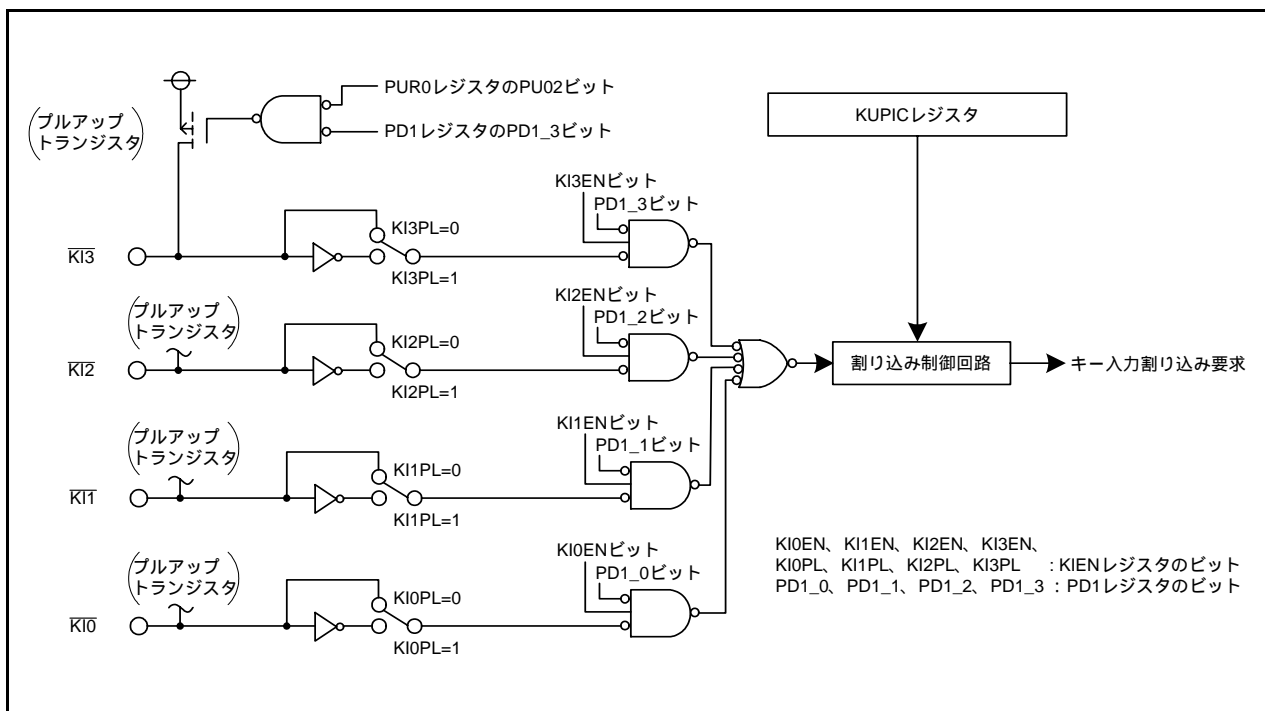 PUR0レジスタのPU02ビット
PD1レジスタのPD1_3ビット
プルアップ
トランジスタ
KUPICレジスタ
KI3ENビット
PD1_3ビット
KI3PL=0
KI3
KI3PL=1
プルアップ
トランジスタ
KI2ENビット
PD1_2ビット
KI2PL=0
KI2
KI2PL=1
割り込み制御回路
キー入力割り込み要求
プルアップ
トランジスタ
KI1ENビット
PD1_1ビット
KI1PL=0
KI1
KI1PL=1
プルアップ
トランジスタ
KI0ENビット
PD1_0ビット
KI0PL=0
KI0
KI0PL=1
KI0EN、KI1EN、KI2EN、KI3EN、
KI0PL、KI1PL、KI2PL、KI3PL : KIENレジスタのビット
PD1_0、PD1_1、PD1_2、PD1_3 : PD1レジスタのビット